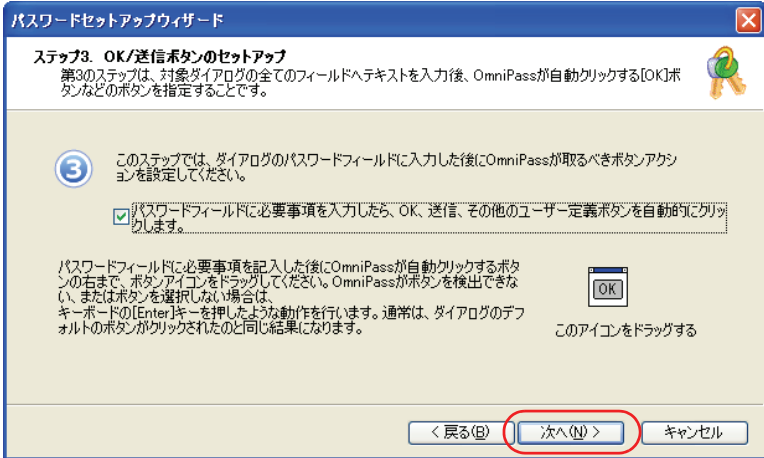 パスワードセットアップウィザード
ステップ3. OK/送信ボタンのセットアップ
第3のステップは、対象ダイアログの全てのフィールドへテキストを入力後、OmniPassが自動クリックする[OK]ボ
タンなどのボタンを指定することです。
3
このステップでは、ダイアログのパスワードフィールドに入力した後にOmniPassが取るべきボタンアクシ
ョンを設定してください。
パスワードフィールドに必要事項を入力したら、OK、送信、その他のユーザー定義ボタンを自動的にクリッ
クします。
パスワードフィールドに必要事項を記入した後にOmniPassが自動クリックするボタ
ンの右まで、ボタンアイコンをドラッグしてください。OmniPassがボタンを検出できな
い、またはボタンを選択しない場合は、
キーボードの[Enter]キーを押したような動作を行います。通常は、ダイアログのデフ
ォルトのボタンがクリックされたのと同じ結果になります。
OK
このアイコンをドラッグする
< 戻る(B)
次へ(N) >
キャンセル